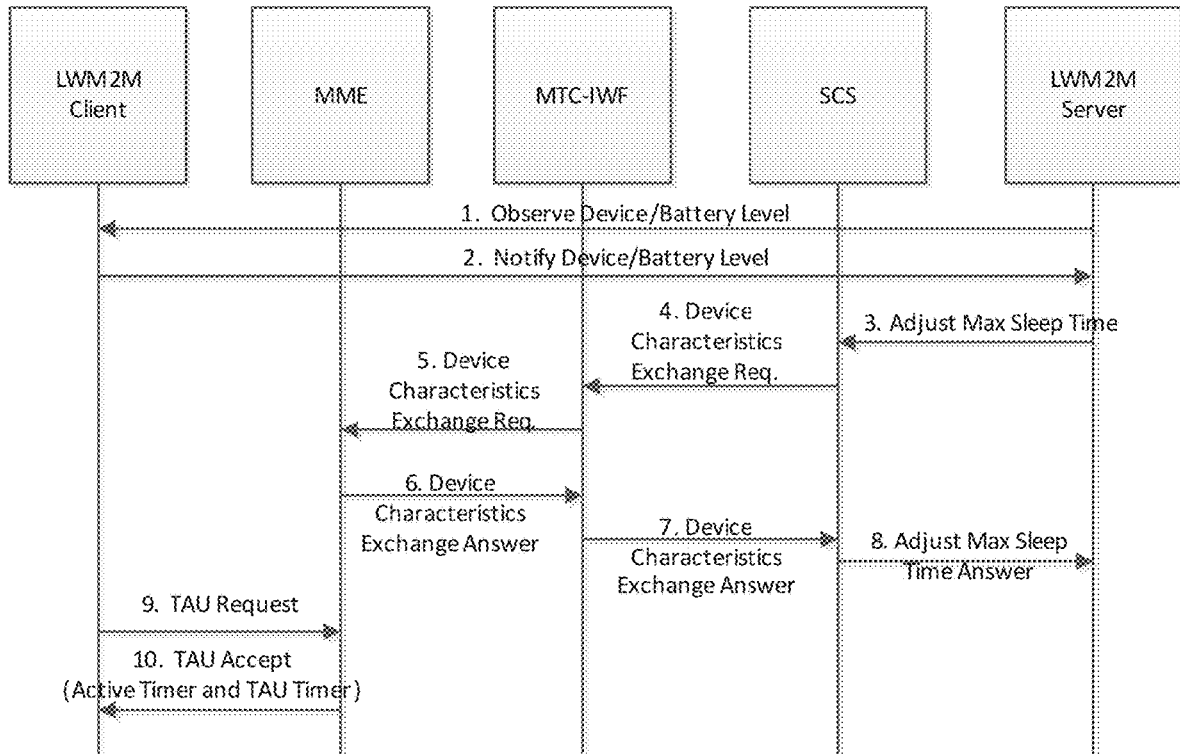 LWM2M
Client
MME
MTC-IWF
SCS
LWM2M
Server
1. Observe Device/Battery Level
2. Notify Device/Battery Level
3. Adjust Max Sleep Time
4. Device
Characteristics
Exchange Req.
5. Device
Characteristics
Exchange Req.
6. Device
Characteristics
Exchange Answer
7. Device
Characteristics
Exchange Answer
8. Adjust Max Sleep
Time Answer
9. TAU Request
10. TAU Accept
(Active Timer and TAU Timer)